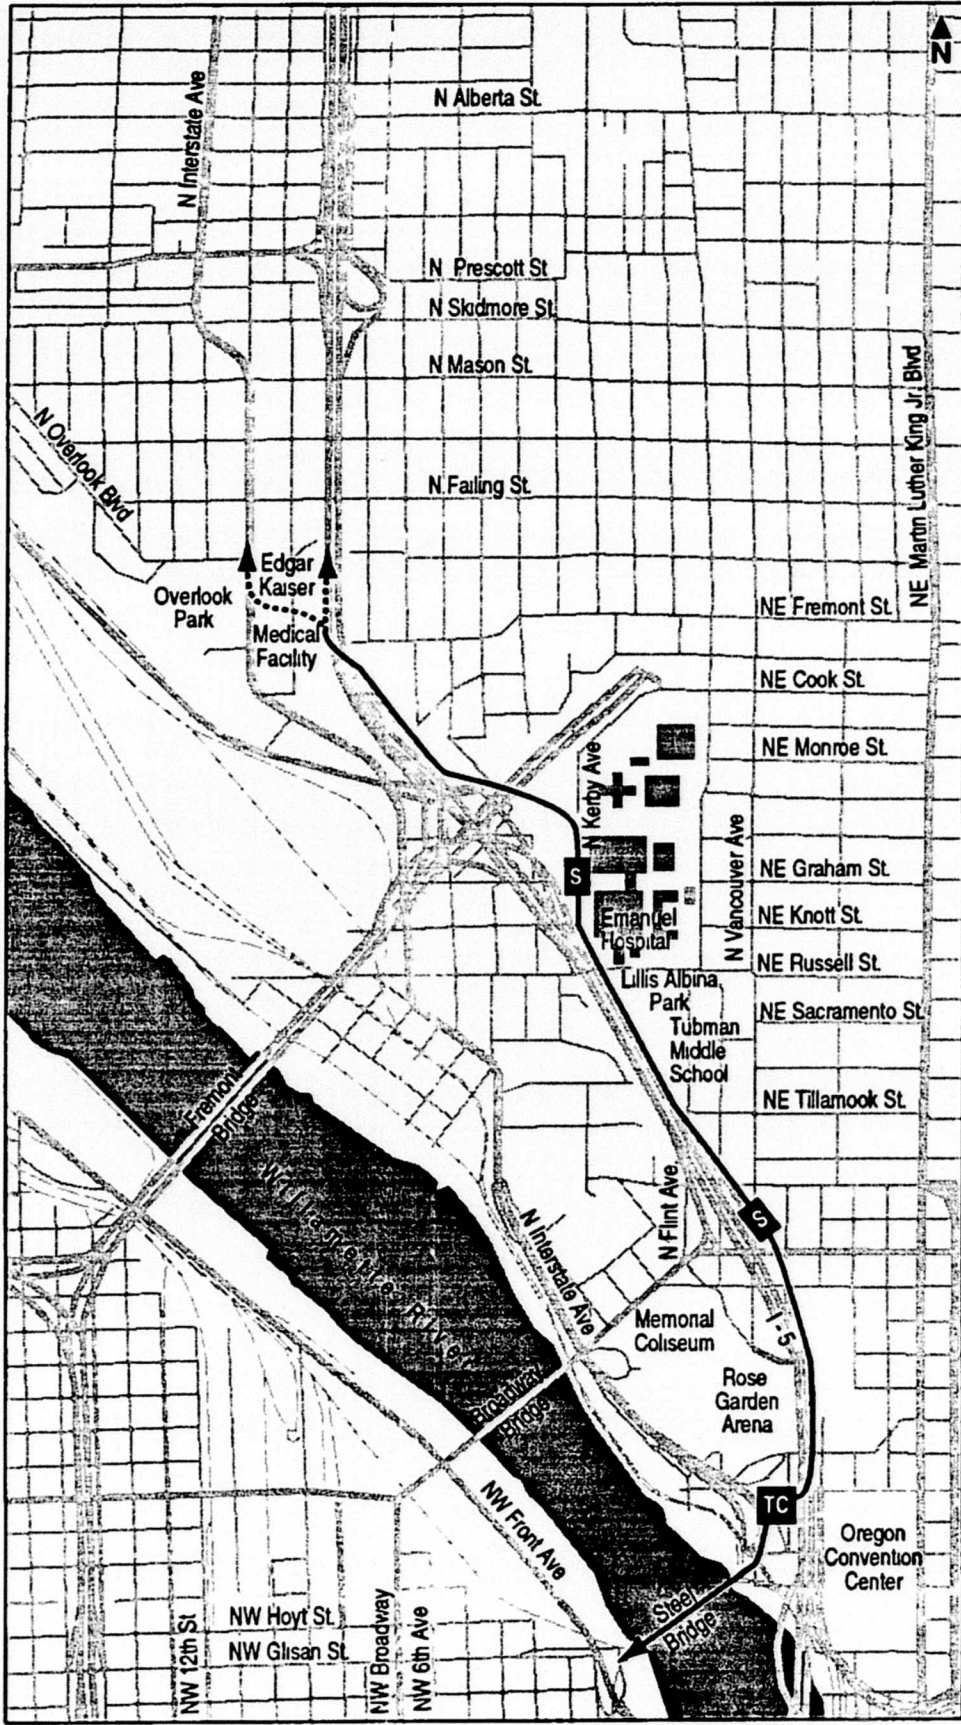 N
N Alberta St.
N Interstate Ave
N Prescott St
N Skidmore St.
N Mason St.
NE Martin Luther King Jr. Blvd
N Overlook Blvd
N Failing St.
Edgar
Kaiser
Medical
Facility
Overlook
Park
NE Fremont St.
NE Cook St.
NE Monroe St.
N Kerby Ave
N Vancouver Ave
S
NE Graham St.
NE Knott St.
Emanuel
Hospital
NE Russell St.
Lillis Albina
Park
NE Sacramento St.
Tubman
Middle
School
NE Tillamook St.
Fremont
Bridge
Willamette River
N Flint Ave.
S
N Interstate Ave
Memorial
Coliseum
I-5
Rose
Garden
Arena
Broadway
Bridge
TC
NW Front Ave
Oregon
Convention
Center
Steel
Bridge
NW Hoyt St.
NW Glisan St.
NW 12th St
NW Broadway
NW 6th Ave